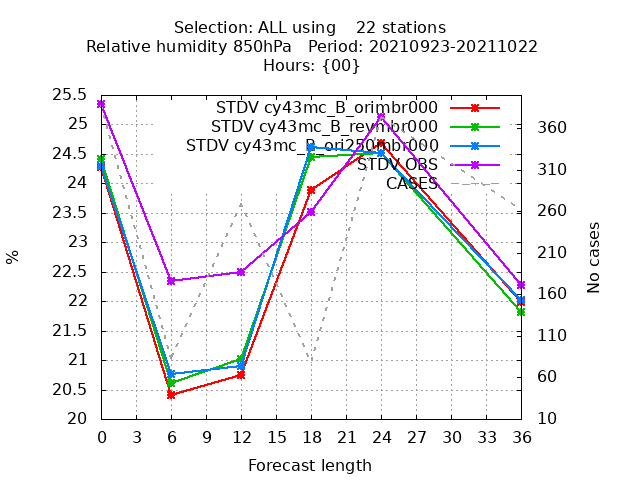 Selection: ALL using 22 stations
Relative humidity 850hPa Period: 20210923-20211022
Hours: {00}
STDV cy43mc_B_orimbr000
STDV cy43mc_B_revmbr000
STDV cy43mc_B_ori250mbr000
STDV OBS
CASES
25.5
25
24.5
24
23.5
23
22.5
22
21.5
21
20.5
20
%
360
310
260
210
160
110
60
10
No cases
0 3 6 9 12 15 18 21 24 27 30 33 36
Forecast length